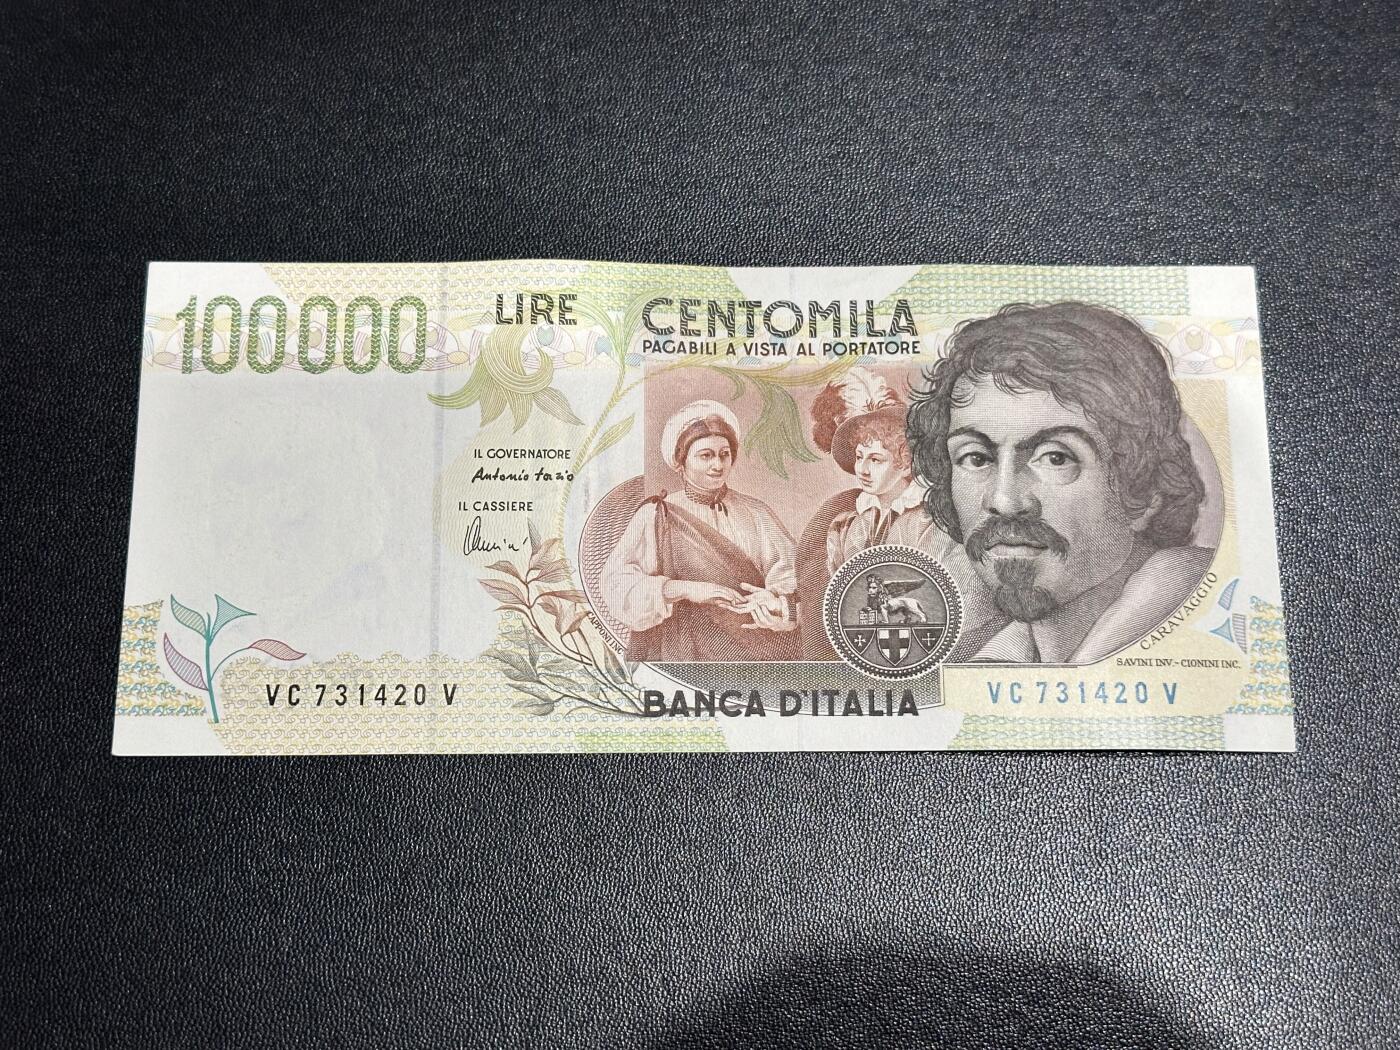 100000
LIRE
CENTOMILA
PAGABILI A VISTA AL PORTATORE
IL GOVERNATORE
Antonio Fazio
IL CASSIERE
CAPPONI INC.
CARAVAGGIO
SAVINI INV. - CIONINI INC.
VC 731420 V
BANCA D'ITALIA
VC 731420 V